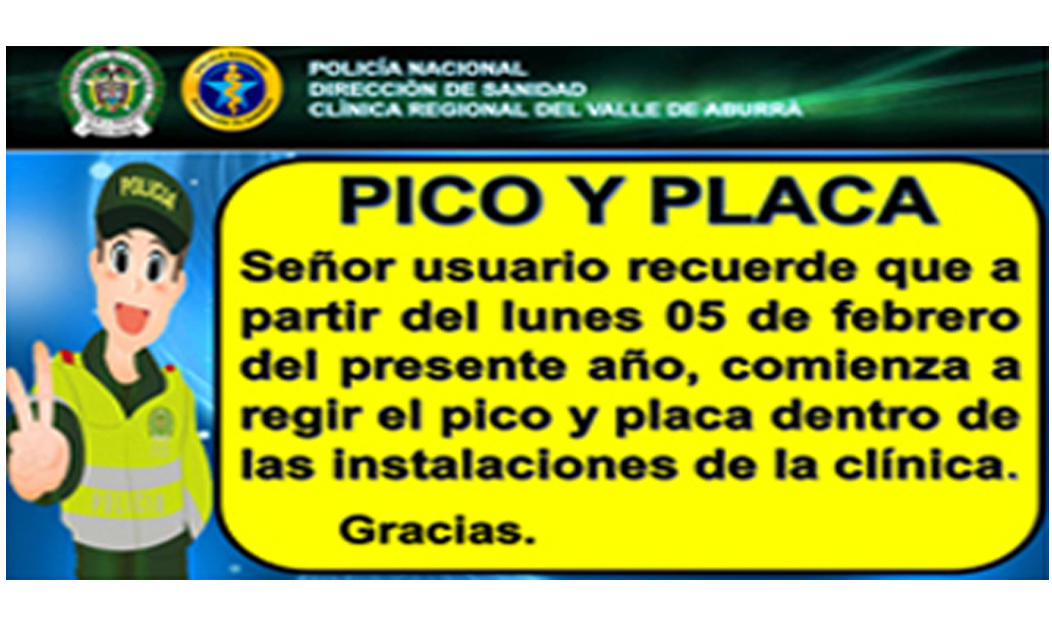 POLICÍA NACIONAL
DIRECCIÓN DE SANIDAD
CLÍNICA REGIONAL DEL VALLE DE ABURRÁ
POLICIA
PICO Y PLACA
Señor usuario recuerde que a
partir del lunes 05 de febrero
del presente año, comienza a
regir el pico y placa dentro de
las instalaciones de la clínica.
Gracias.
POLICIA